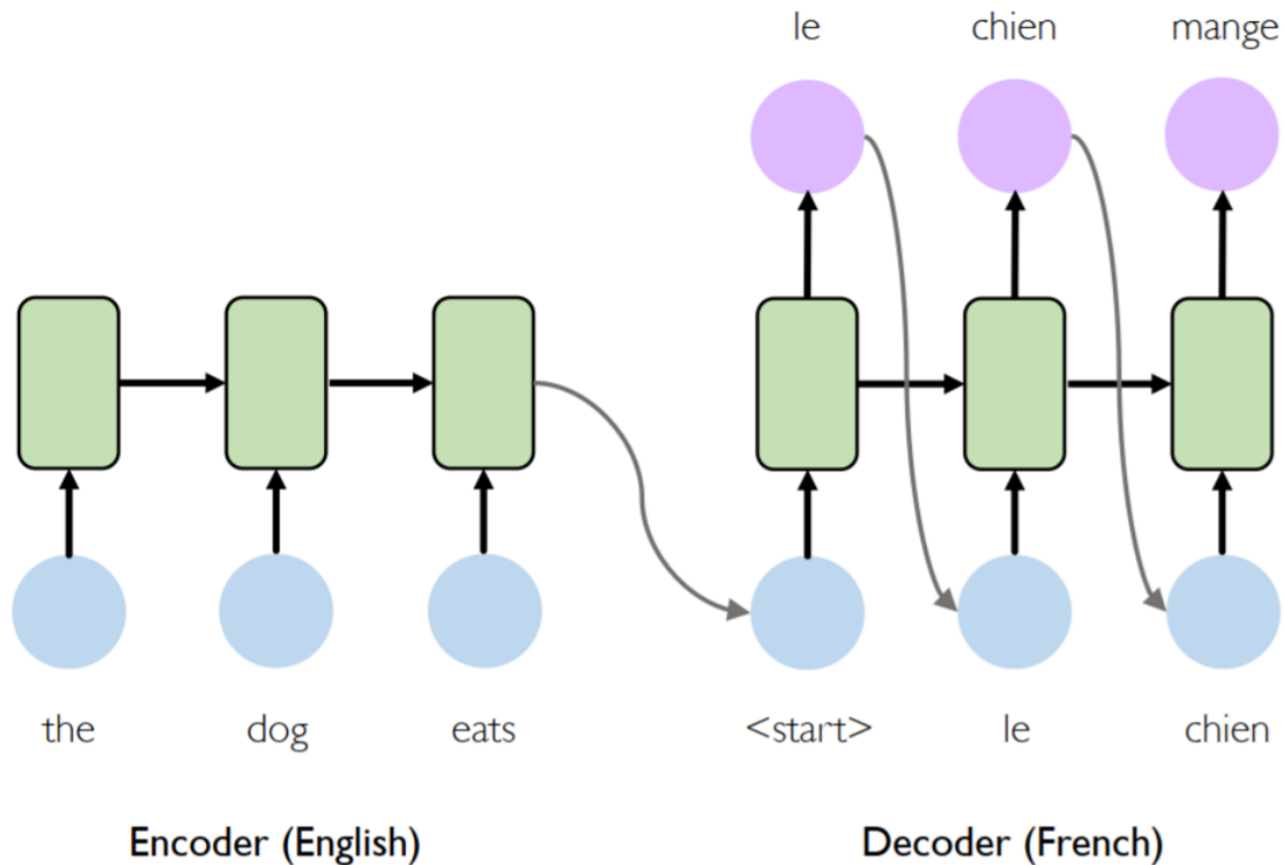 le chien mange
the dog eats <start> le chien
Encoder (English) Decoder (French)